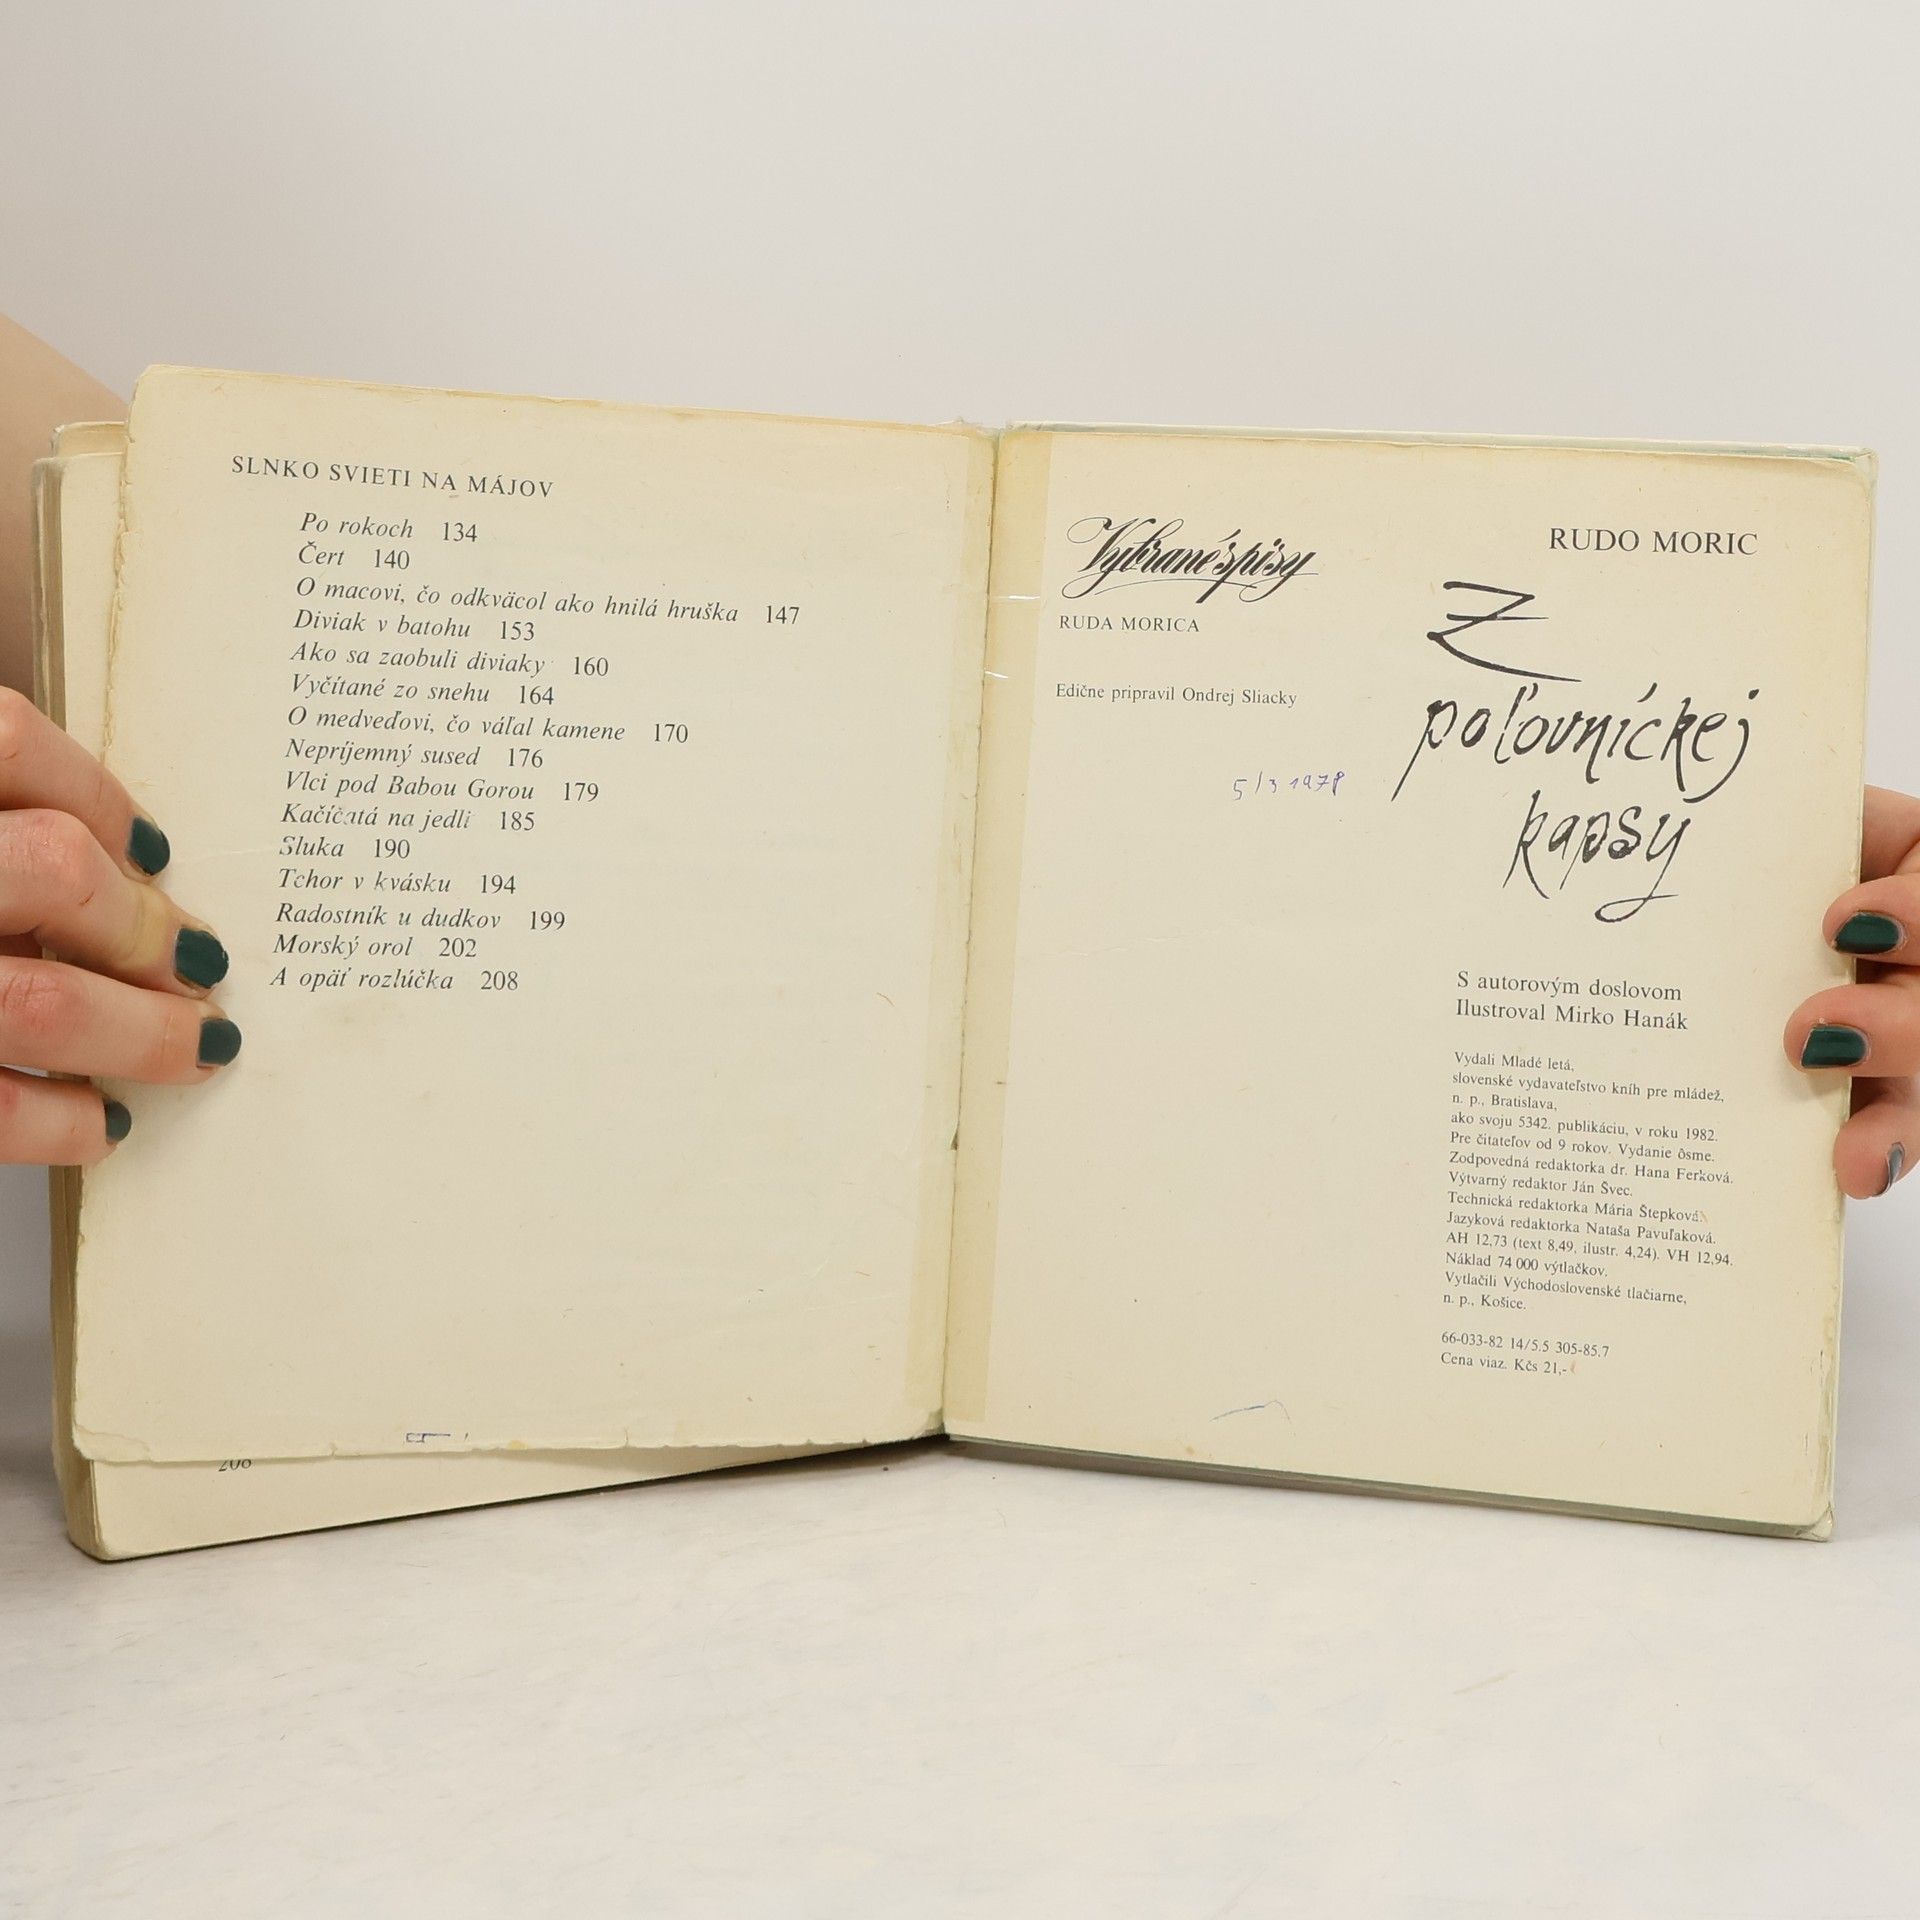 SLNKO SVIETI NA MÁJOV
Po rokoch 134
Čert 140
O macovi, čo odkväcol ako hnilá hruška 147
Diviak v batohu 153
Ako sa zaobuli diviaky 160
Vyčítané zo snehu 164
O medveďovi, čo váľal kamene 170
Nepríjemný sused 176
Vlci pod Babou Gorou 179
Kačíčatá na jedli 185
Sluka 190
Tchor v kvásku 194
Radostník u dudkov 199
Morský orol 202
A opäť rozlúčka 208
208
Vybrané spisy
RUDA MORICA
Edične pripravil Ondrej Sliacky
5/3 1978
RUDO MORIC
Z
poľovníckej
kapsy
S autorovým doslovom
Ilustroval Mirko Hanák
Vydali Mladé letá,
slovenské vydavateľstvo kníh pre mládež,
n. p., Bratislava,
ako svoju 5342. publikáciu, v roku 1982.
Pre čitateľov od 9 rokov. Vydanie ôsme.
Zodpovedná redaktorka dr. Hana Ferková.
Výtvarný redaktor Ján Švec.
Technická redaktorka Mária Štepková.
Jazyková redaktorka Nataša Pavuľaková.
AH 12,73 (text 8,49, ilustr. 4,24). VH 12,94.
Náklad 74 000 výtlačkov.
Vytlačili Východoslovenské tlačiarne,
n. p., Košice.
66-033-82 14/5.5 305-85.7
Cena viaz. Kčs 21,-